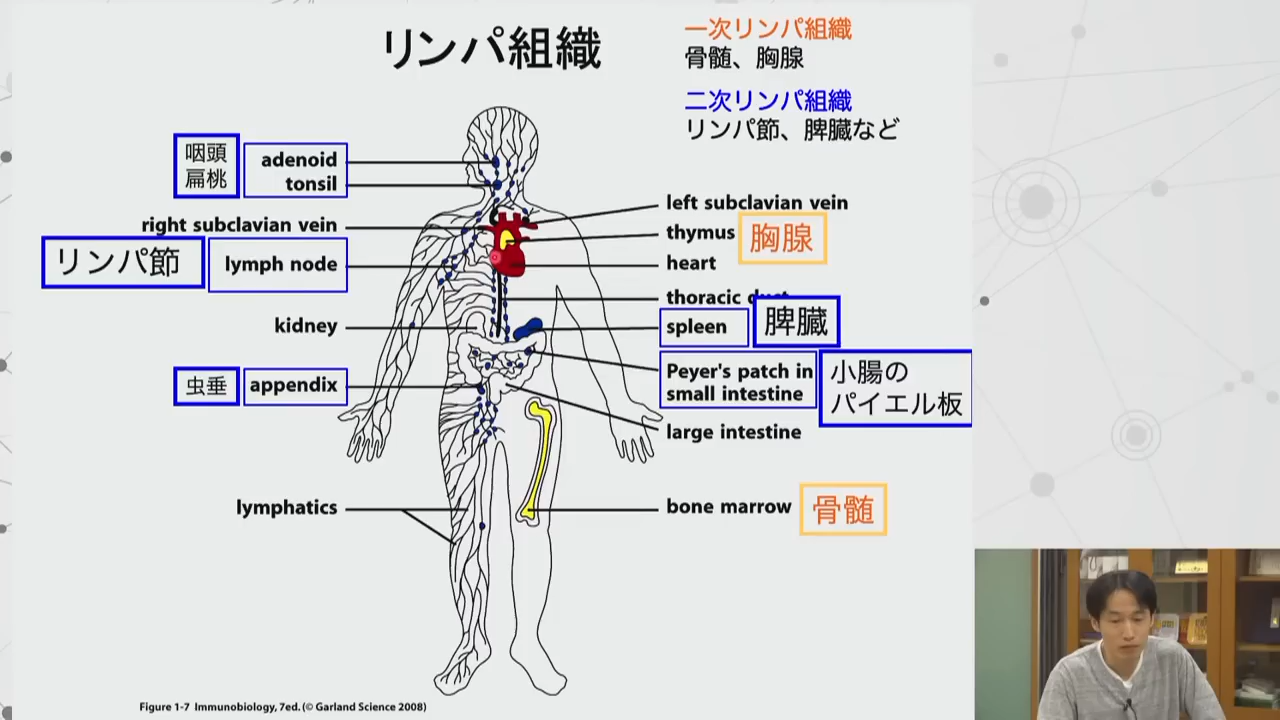 リンパ組織
一次リンパ組織
骨髄、胸腺
二次リンパ組織
リンパ節、脾臓など
咽頭
扁桃
adenoid
tonsil
right subclavian vein
リンパ節
lymph node
kidney
虫垂
appendix
lymphatics
left subclavian vein
thymus
胸腺
heart
thoracic duct
spleen
脾臓
Peyer's patch in
small intestine
小腸の
パイエル板
large intestine
bone marrow
骨髄
Figure 1-7 Immunobiology, 7ed. (© Garland Science 2008)